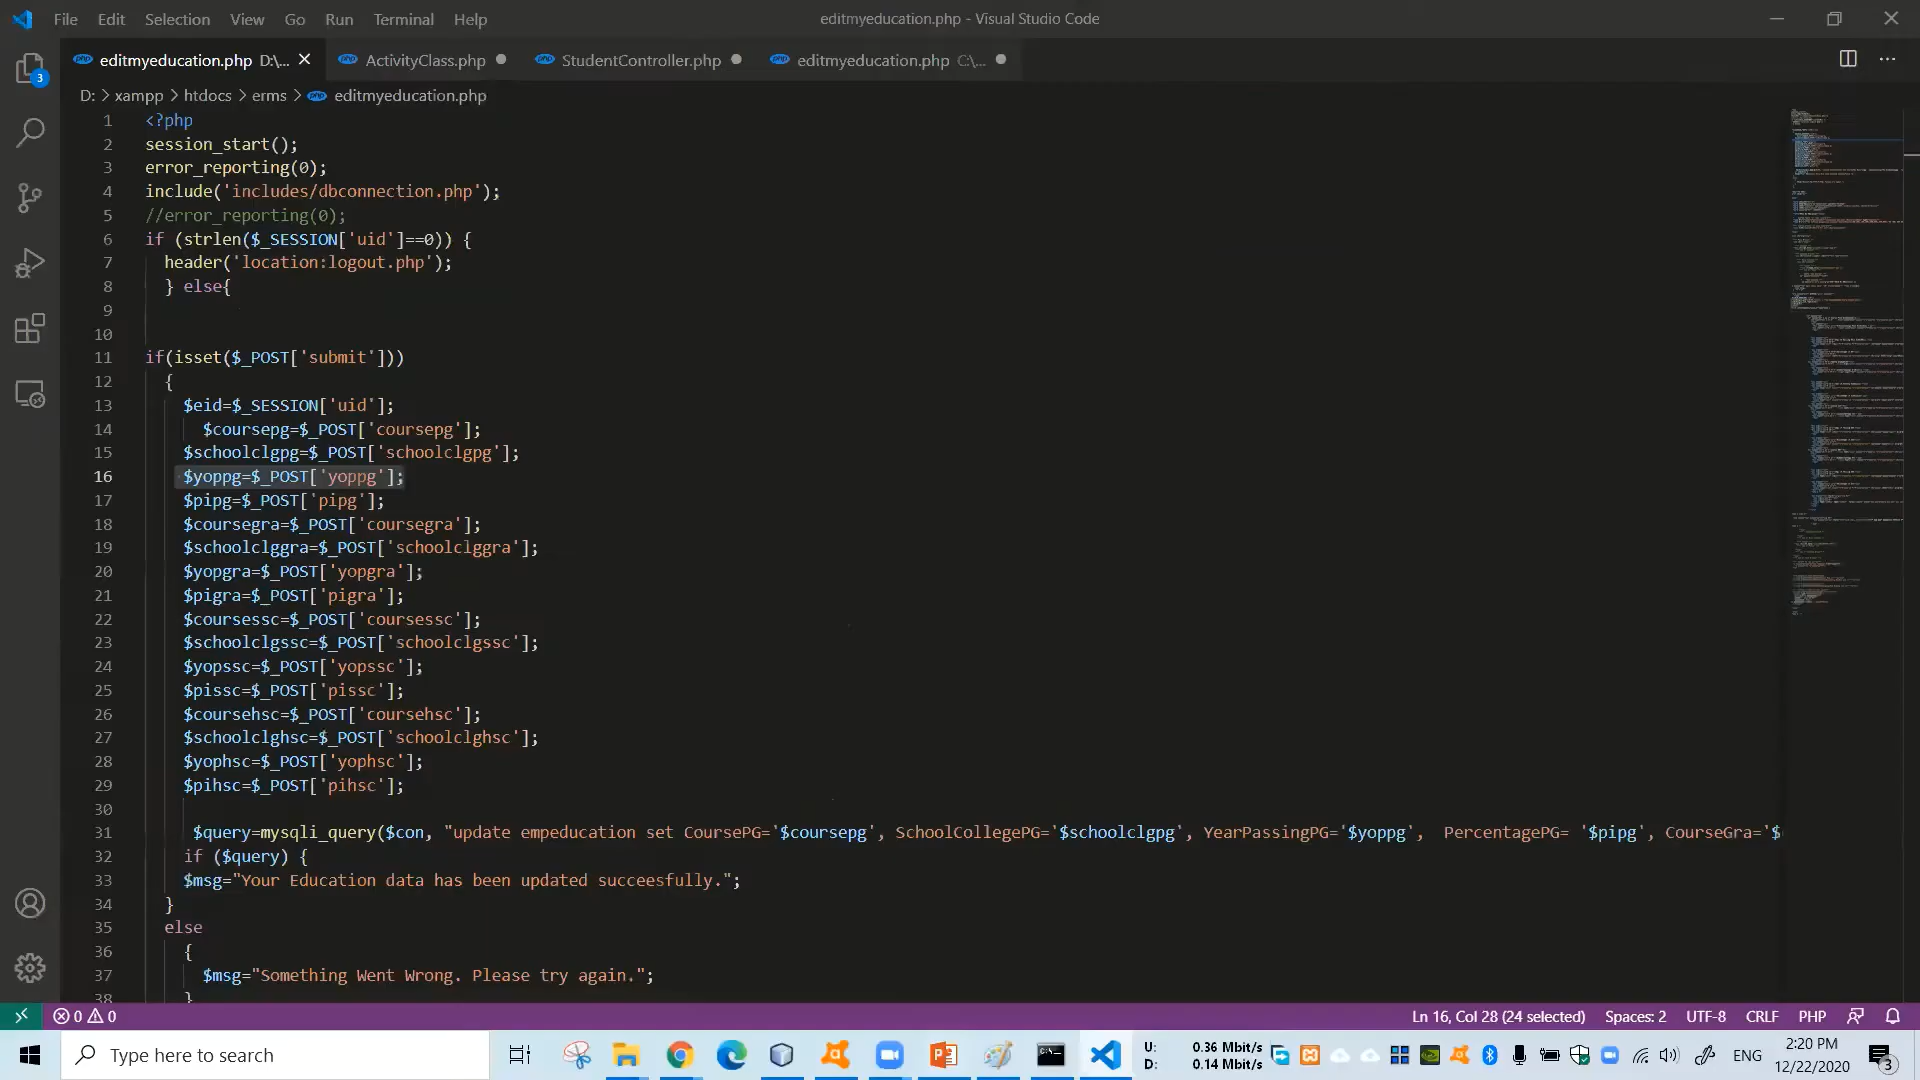 File Edit Selection View Go Run Terminal Help
editmyeducation.php - Visual Studio Code
editmyeducation.php D:\... ActivityClass.php StudentController.php editmyeducation.php C:\...
D: > xampp > htdocs > erms > editmyeducation.php
1 <?php
2 session_start();
3 error_reporting(0);
4 include('includes/dbconnection.php');
5 //error_reporting(0);
6 if (strlen($_SESSION['uid']==0)) {
7 header('location:logout.php');
8 } else{
9
10
11 if(isset($_POST['submit']))
12 {
13 $eid=$_SESSION['uid'];
14 $coursepg=$_POST['coursepg'];
15 $schoolclgpg=$_POST['schoolclgpg'];
16 $yoppg=$_POST['yoppg'];
17 $pipg=$_POST['pipg'];
18 $coursegra=$_POST['coursegra'];
19 $schoolclggra=$_POST['schoolclggra'];
20 $yopgra=$_POST['yopgra'];
21 $pigra=$_POST['pigra'];
22 $coursessc=$_POST['coursessc'];
23 $schoolclgssc=$_POST['schoolclgssc'];
24 $yopssc=$_POST['yopssc'];
25 $pissc=$_POST['pissc'];
26 $coursehsc=$_POST['coursehsc'];
27 $schoolclghsc=$_POST['schoolclghsc'];
28 $yophsc=$_POST['yophsc'];
29 $pihsc=$_POST['pihsc'];
30
31 $query=mysqli_query($con, "update empeducation set CoursePG='$coursepg', SchoolCollegePG='$schoolclgpg', YearPassingPG='$yoppg', PercentagePG= '$pipg', CourseGra='$
32 if ($query) {
33 $msg="Your Education data has been updated succeesfully.";
34 }
35 else
36 {
37 $msg="Something Went Wrong. Please try again.";
38 }
3
0 0
Ln 16, Col 28 (24 selected) Spaces: 2 UTF-8 CRLF PHP
Type here to search
U: 0.36 Mbit/s
D: 0.14 Mbit/s
ENG
2:20 PM
12/22/2020
3